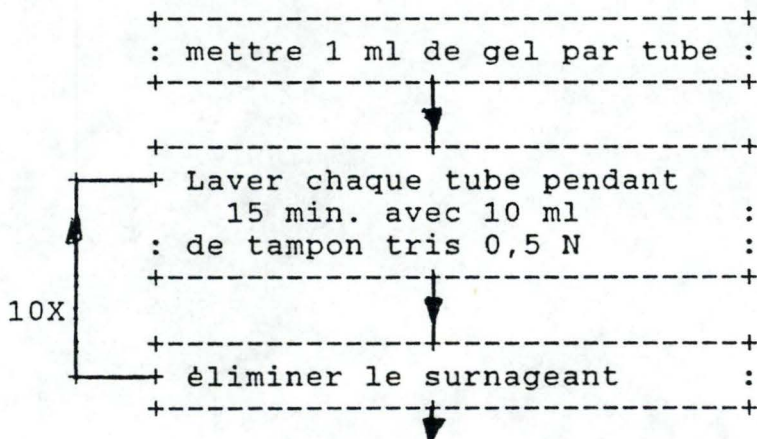 mettre 1 ml de gel par tube
Laver chaque tube pendant
15 min. avec 10 ml
de tampon tris 0,5 N
10X
éliminer le surnageant